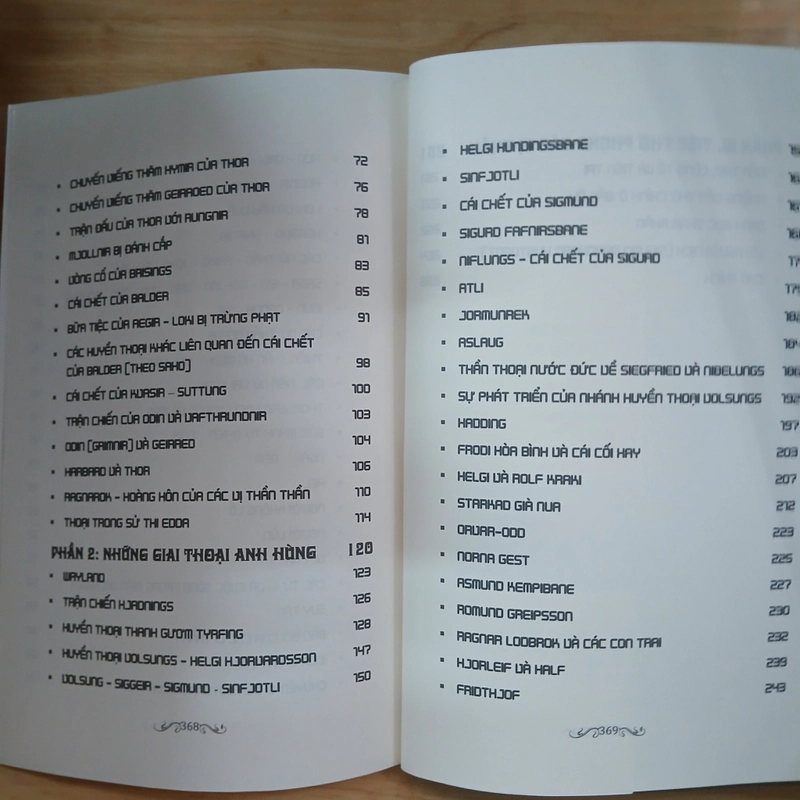 • CHUYẾN VIẾNG THĂM HYMIR CỦA THOR 72
• CHUYẾN VIẾNG THĂM GEIRROED CỦA THOR 76
• TRẬN ĐẤU CỦA THOR VỚI RUNGNIR 78
• MJOLLNIR BỊ ĐÁNH CẮP 81
• VÒNG CỔ CỦA BRISINGS 83
• CÁI CHẾT CỦA BALDER 85
• BỮA TIỆC CỦA AEGIR – LOKI BỊ TRỪNG PHẠT 91
• CÁC HUYỀN THOẠI KHÁC LIÊN QUAN ĐẾN CÁI CHẾT
CỦA BALDER (THEO SAXO) 98
• CÁI CHẾT CỦA KVASIR – SUTTUNG 100
• TRẬN CHIẾN CỦA ODIN VÀ VAFTHRUNDNIR 103
• ODIN (GRIMNIR) VÀ GEIRRED 104
• HARBARD VÀ THOR 106
• RAGNAROK – HOÀNG HÔN CỦA CÁC VỊ THẦN THẦN 110
• THOẠI TRONG SỬ THI EDDA 114
PHẦN 2: NHỮNG GIAI THOẠI ANH HÙNG 120
• WAYLAND 123
• TRẬN CHIẾN HJADNINGS 126
• HUYỀN THOẠI THANH GƯƠM TYRFING 128
• HUYỀN THOẠI VOLSUNGS – HELGI HJORVARDSSON 147
• VOLSUNG – SIGGEIR – SIGMUND - SINFJOTLI 150
368
• HELGI HUNDINGSBANE
• SINFJOTLI
• CÁI CHẾT CỦA SIGMUND
• SIGURD FAFNIRSBANE
• NIFLUNGS – CÁI CHẾT CỦA SIGURD
• ATLI
• JORMUNREK
• ASLAUG
• THẦN THOẠI NƯỚC ĐỨC VỀ SIEGFRIED VÀ NIBELUNGS
• SỰ PHÁT TRIỂN CỦA NHÁNH HUYỀN THOẠI VOLSUNGS 192
• HADDING 197
• FRODI HÒA BÌNH VÀ CÁI CỐI XAY 203
• HELGI VÀ ROLF KRAKI 207
• STARKAD GIÀ NUA 212
• ORVAR-ODD 223
• NORNA GEST 225
• ASMUND KEMPIBANE 227
• ROMUND GREIPSSON 230
• RAGNAR LODBROK VÀ CÁC CON TRAI 232
• HJORLEIF VÀ HALF 239
• FRIDTHJOF 243
369